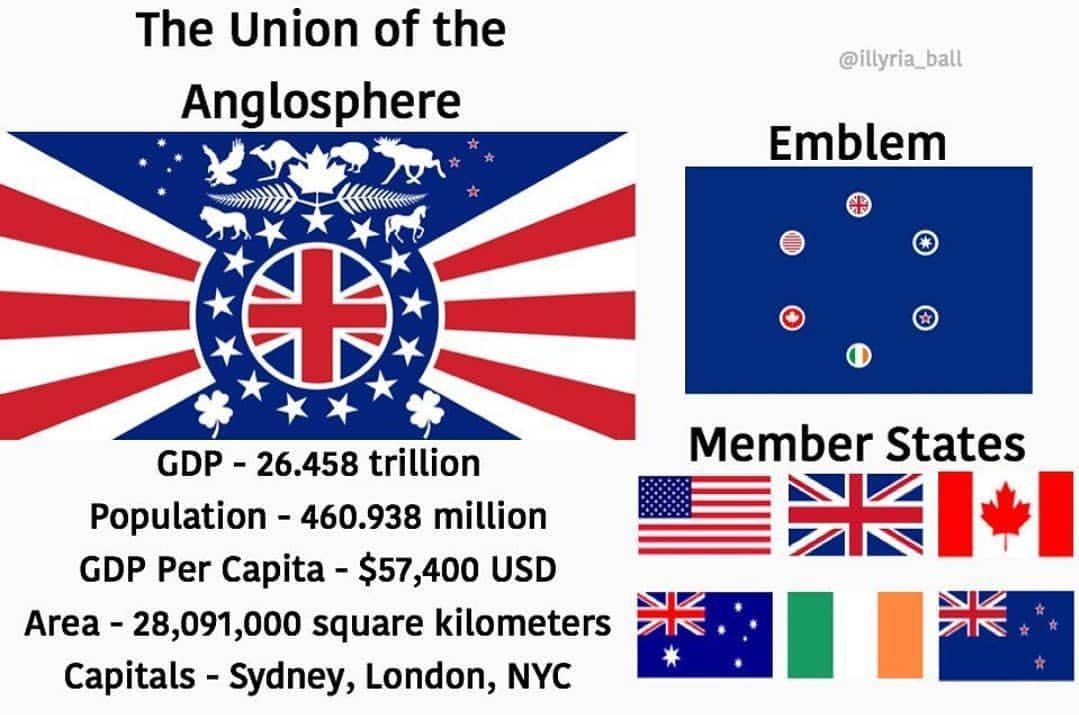 The Union of the
Anglosphere
@illyria_ball
Emblem
GDP - 26.458 trillion
Population - 460.938 million
GDP Per Capita - $57,400 USD
Area - 28,091,000 square kilometers
Capitals - Sydney, London, NYC
Member States